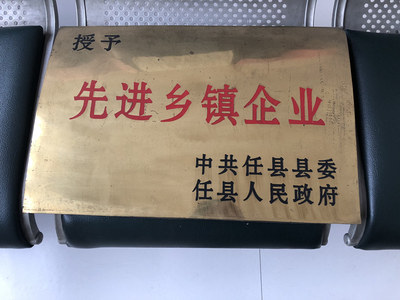 授予
先进乡镇企业
中共任县县委
任县人民政府